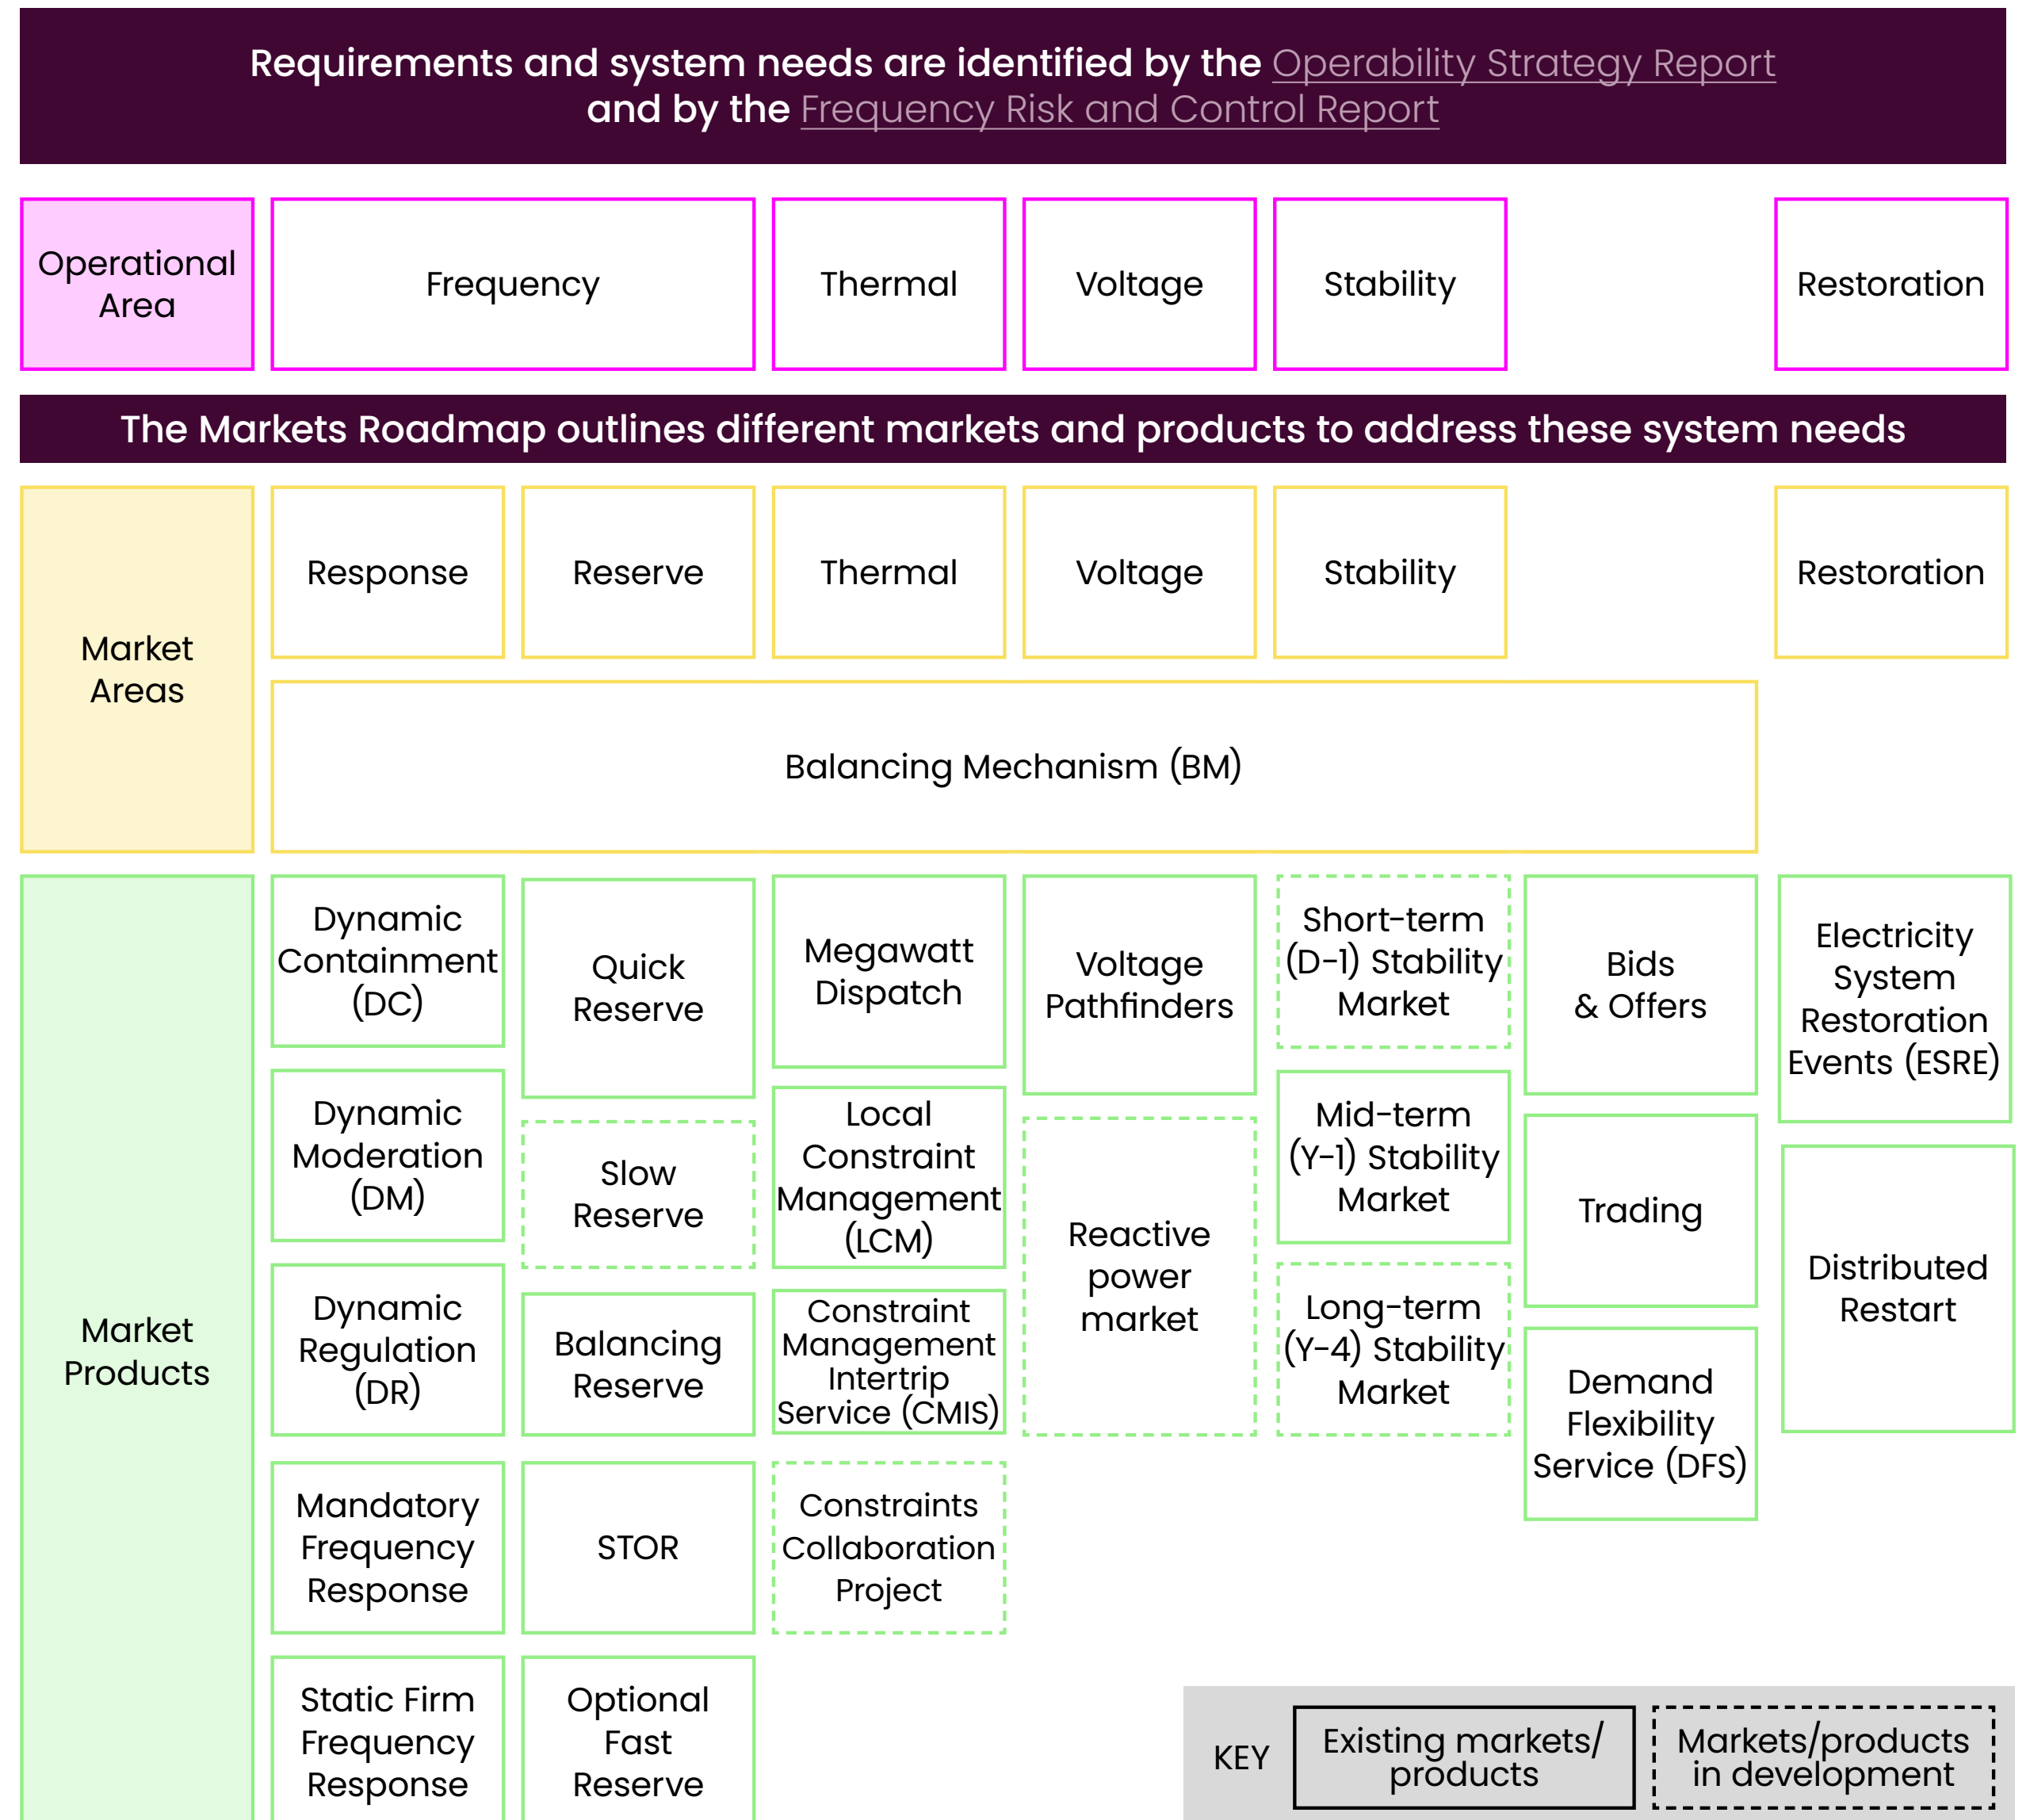 Requirements and system needs are identified by the Operability Strategy Report
and by the Frequency Risk and Control Report
Operational
Area
Frequency
Thermal
Voltage
Stability
Restoration
The Markets Roadmap outlines different markets and products to address these system needs
Market
Areas
Response
Reserve
Thermal
Voltage
Stability
Restoration
Balancing Mechanism (BM)
Market
Products
Dynamic
Containment
(DC)
Dynamic
Moderation
(DM)
Dynamic
Regulation
(DR)
Mandatory
Frequency
Response
Static Firm
Frequency
Response
Quick
Reserve
Slow
Reserve
Balancing
Reserve
STOR
Optional
Fast
Reserve
Megawatt
Dispatch
Local
Constraint
Management
(LCM)
Constraint
Management
Intertrip
Service (CMIS)
Constraints
Collaboration
Project
Voltage
Pathfinders
Reactive
power
market
Short-term
(D-1) Stability
Market
Mid-term
(Y-1) Stability
Market
Long-term
(Y-4) Stability
Market
Bids
& Offers
Trading
Demand
Flexibility
Service (DFS)
Electricity
System
Restoration
Events (ESRE)
Distributed
Restart
KEY
Existing markets/
products
Markets/products
in development